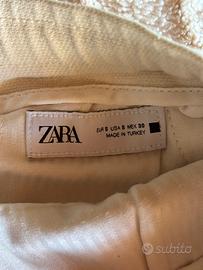 ZARA
EUR S USA S MEX 26
MADE IN TURKEY
subito